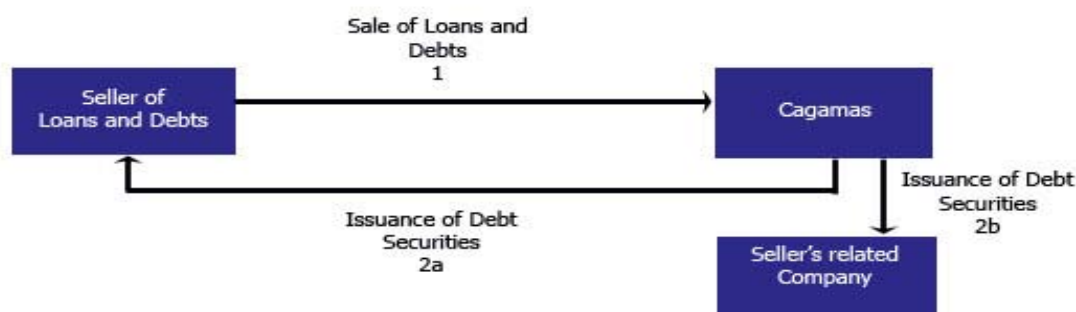 Sale of Loans and
Debts
1
Seller of
Loans and Debts
Cagamas
Issuance of Debt
Securities
2a
Issuance of Debt
Securities
2b
Seller's related
Company